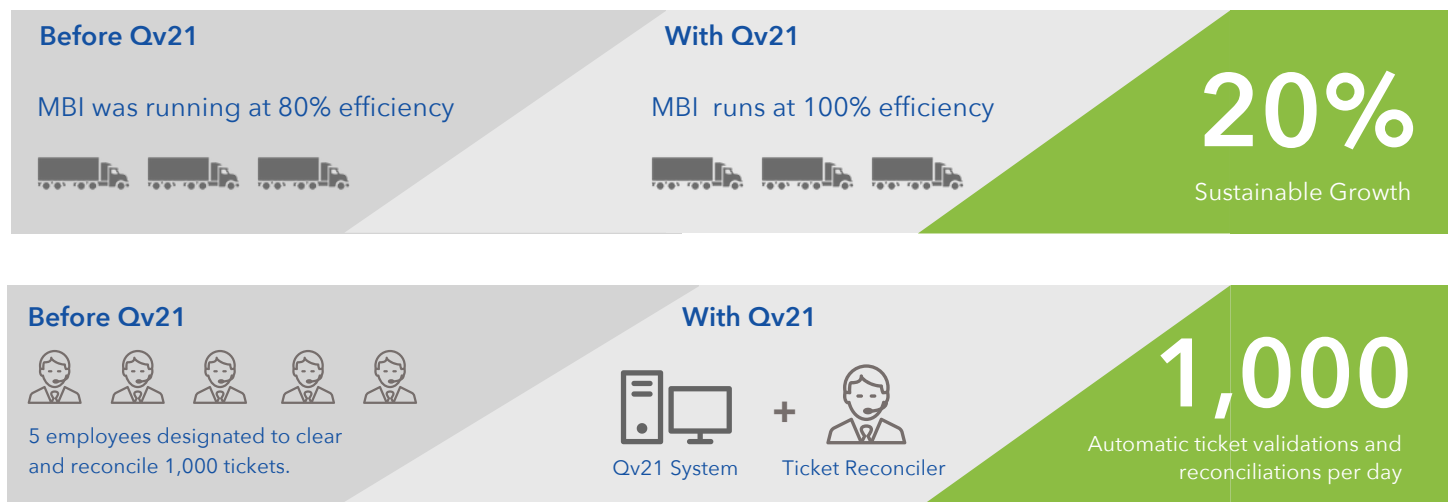 Before Qv21
With Qv21
MBI was running at 80% efficiency
MBI runs at 100% efficiency
20%
Sustainable Growth
Before Qv21
With Qv21
5 employees designated to clear
and reconcile 1,000 tickets.
Qv21 System
+
Ticket Reconciler
1,000
Automatic ticket validations and
reconciliations per day